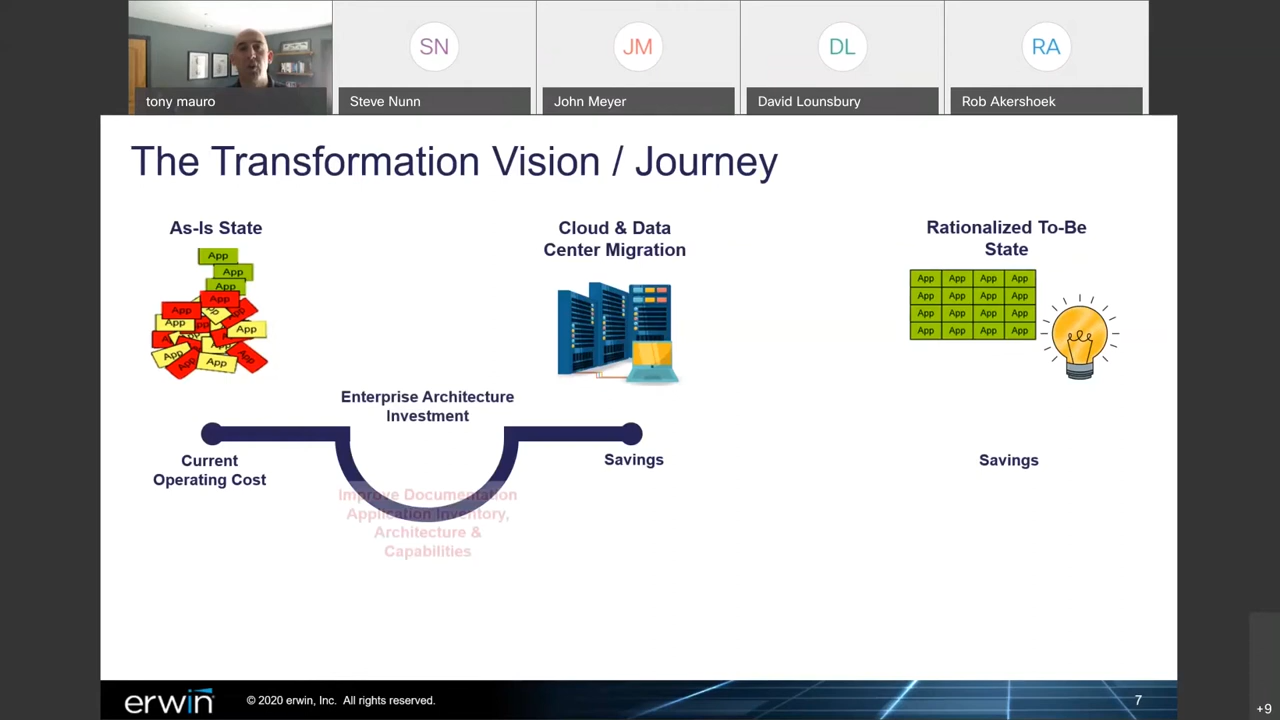 SN
JM
DL
RA
tony mauro
Steve Nunn
John Meyer
David Lounsbury
Rob Akershoek
The Transformation Vision / Journey
As-Is State
Cloud & Data
Center Migration
Rationalized To-Be
State
App
App
App
App
App
App
App
App
App
App
App
App
App
App App App App
App App App App
App App App App
App App App App
Enterprise Architecture
Investment
Current
Operating Cost
Savings
Savings
Improve Documentation
Application Inventory,
Architecture &
Capabilities
erwin
© 2020 erwin, Inc. All rights reserved.
7
+9